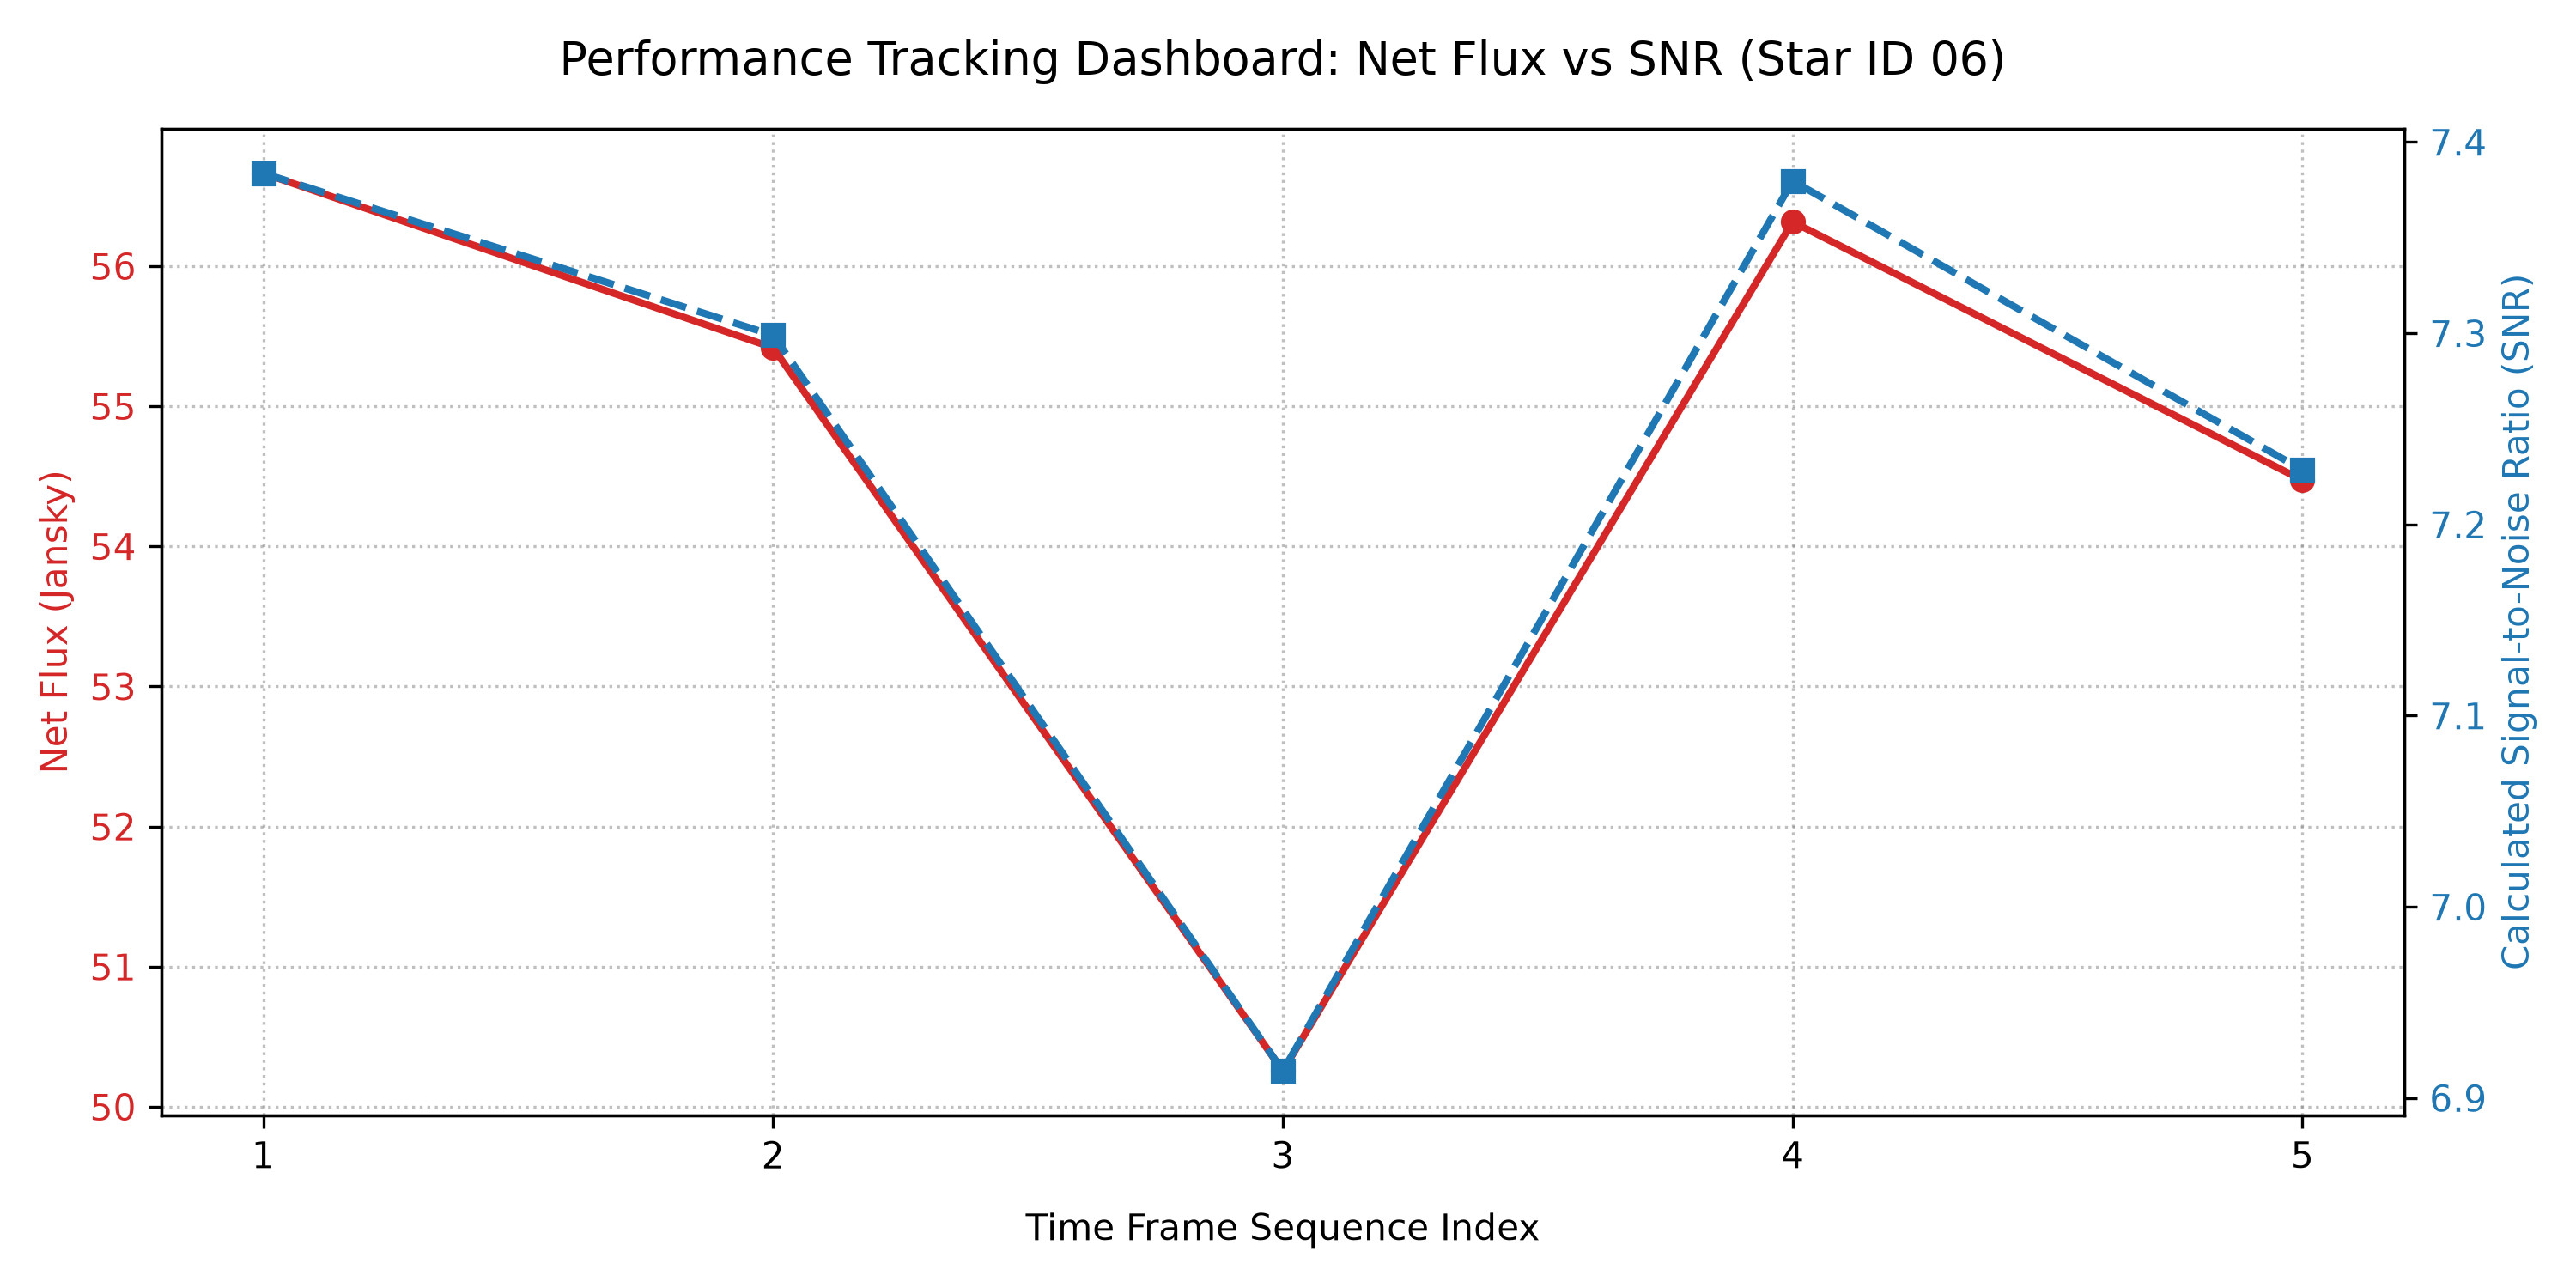 Performance Tracking Dashboard: Net Flux vs SNR (Star ID 06)
Net Flux (Jansky)
56
55
54
53
52
51
50
7.4
7.3
7.2
7.1
7.0
6.9
Calculated Signal-to-Noise Ratio (SNR)
1 2 3 4 5
Time Frame Sequence Index